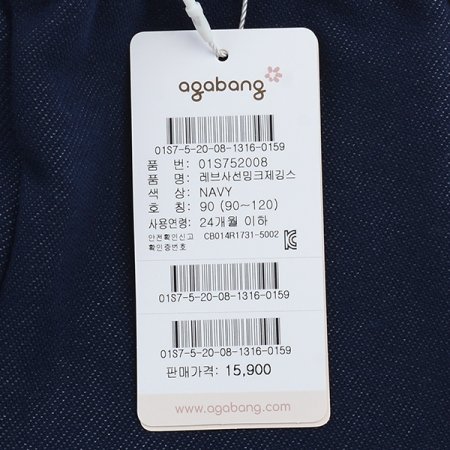 agabang
01S7-5-20-08-1316-0159
품 번: 01S752008
품 명: 레브사선밍크제깅스
색 상: NAVY
호 칭: 90 (90~120)
사용연령: 24개월 이하
안전확인신고 CB014R1731-5002
확인증번호
01S7-5-20-08-1316-0159
01S7-5-20-08-1316-0159
판매가격: 15,900
www.agabang.com